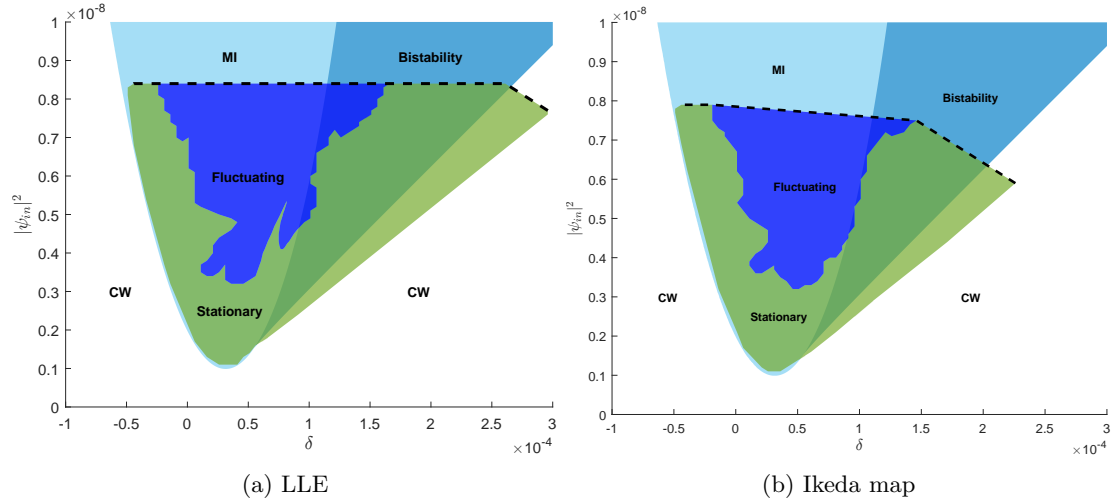 ×10^-8
1
0.9
0.8
0.7
0.6
0.5
0.4
0.3
0.2
0.1
0
|ψ_in|^2
MI
Bistability
Fluctuating
CW
CW
Stationary
-1 -0.5 0 0.5 1 1.5 2 2.5 3
δ
×10^-4
(a) LLE
×10^-8
1
0.9
0.8
0.7
0.6
0.5
0.4
0.3
0.2
0.1
0
|ψ_in|^2
MI
Bistability
Fluctuating
CW
CW
Stationary
-1 -0.5 0 0.5 1 1.5 2 2.5 3
δ
×10^-4
(b) Ikeda map